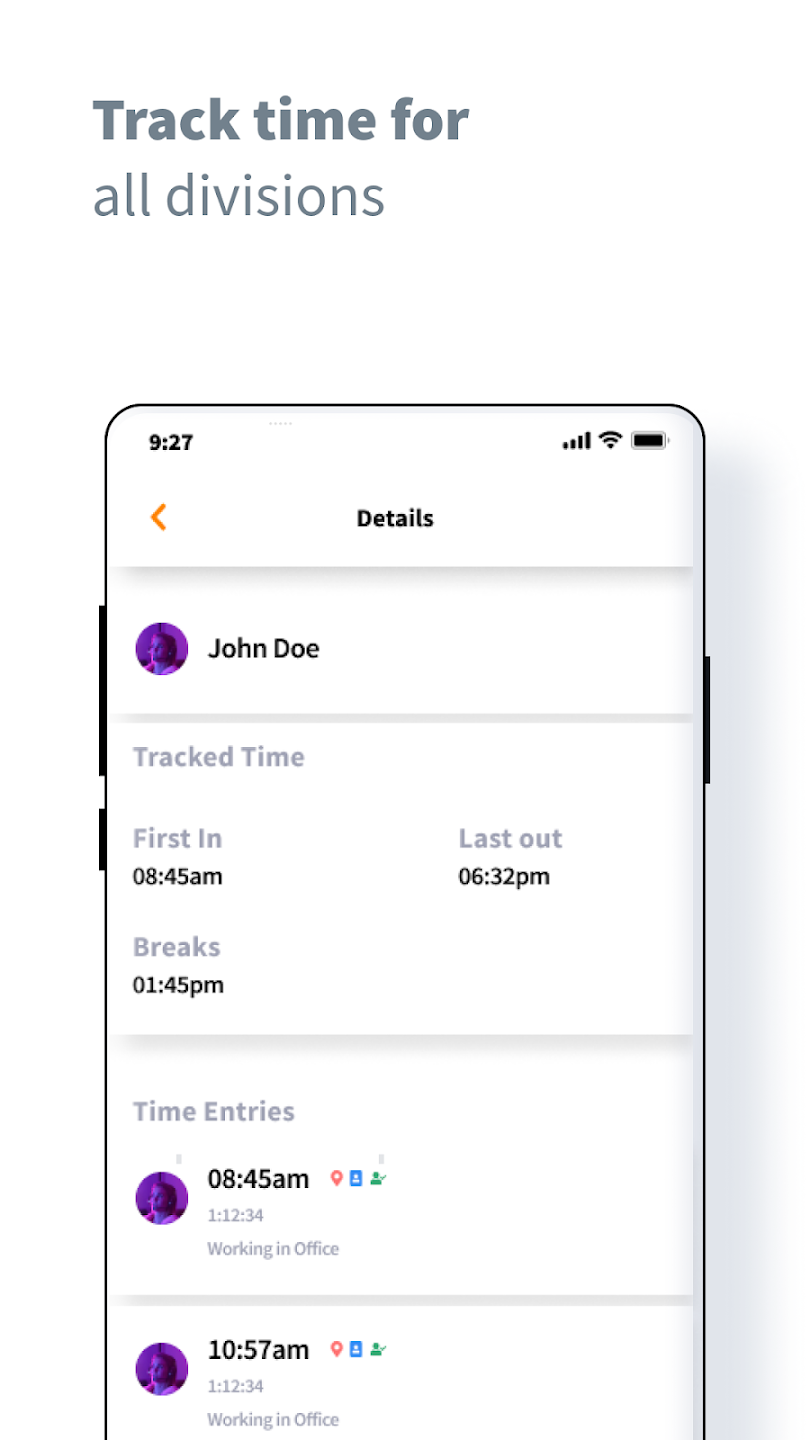 Track time for
all divisions
9:27
Details
John Doe
Tracked Time
First In
Last out
08:45am
06:32pm
Breaks
01:45pm
Time Entries
08:45am
1:12:34
Working in Office
10:57am
1:12:34
Working in Office